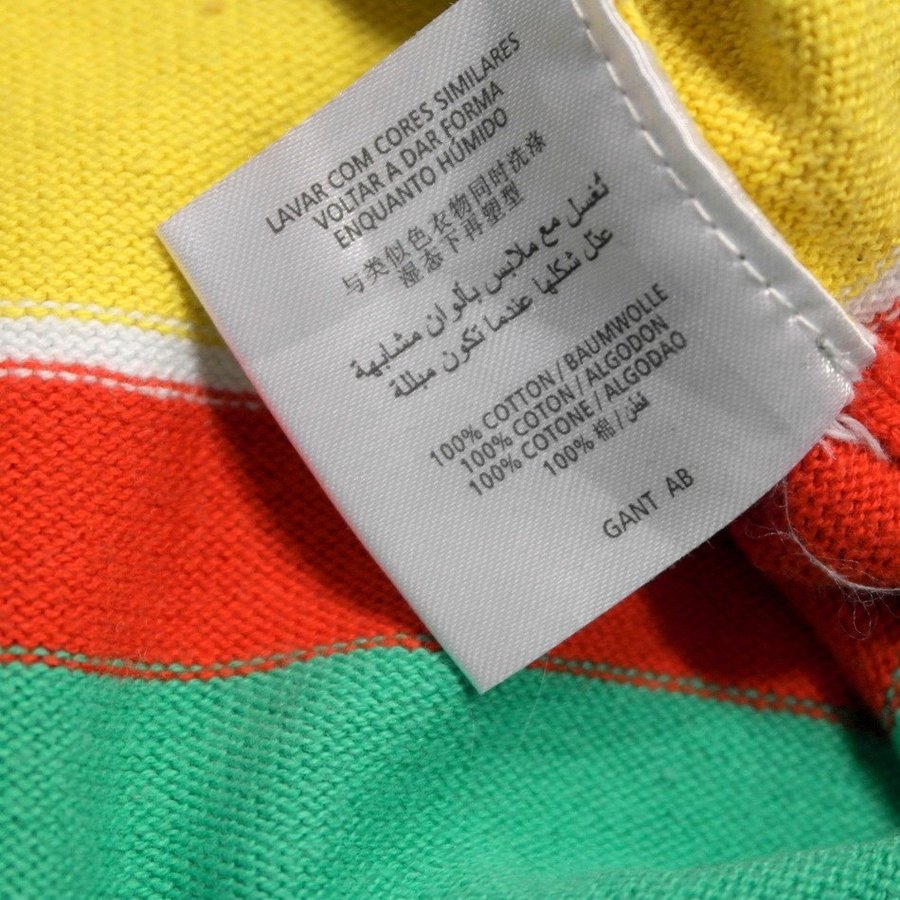 LAVAR COM CORES SIMILARES
VOLTAR A DAR FORMA
ENQUANTO HÚMIDO
与类似色衣物同时洗涤
湿态下再塑型
تُغسل مع ملابس بألوان مشابهة
عدّل شكليا عندما تكون مبللة
100% COTTON / BAUMWOLLE
100% COTON / ALGODON
100% COTONE / ALGODAO
100% 棉 / قطن
GANT AB